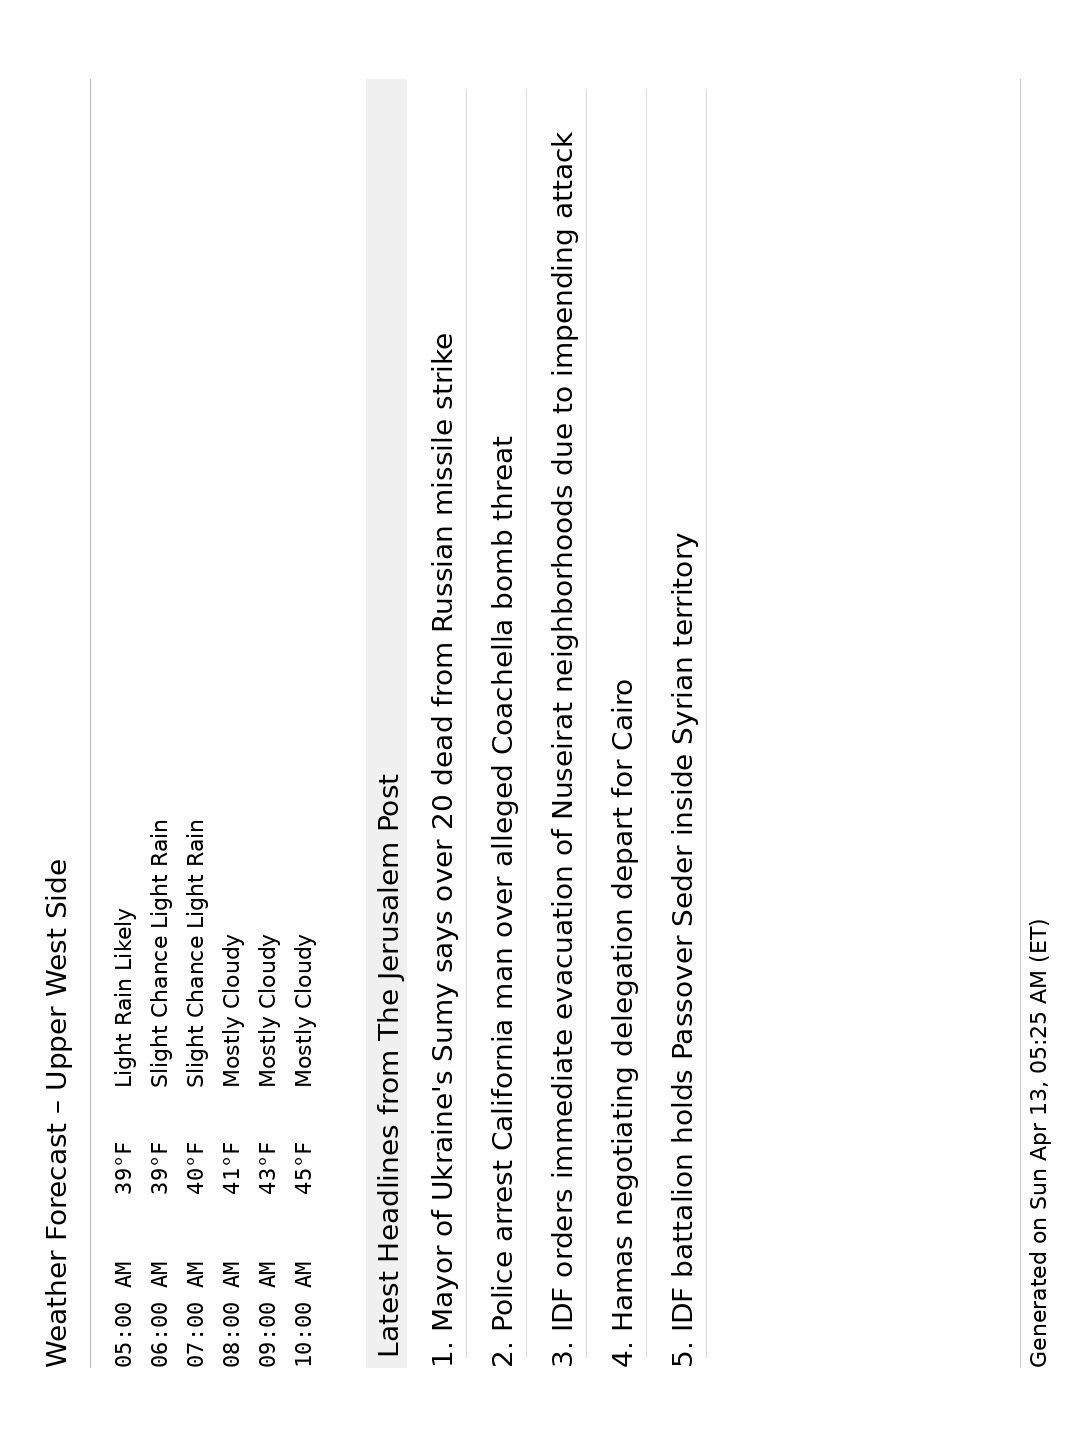 Weather Forecast – Upper West Side
05:00 AM 39°F Light Rain Likely
06:00 AM 39°F Slight Chance Light Rain
07:00 AM 40°F Slight Chance Light Rain
08:00 AM 41°F Mostly Cloudy
09:00 AM 43°F Mostly Cloudy
10:00 AM 45°F Mostly Cloudy
Latest Headlines from The Jerusalem Post
1. Mayor of Ukraine's Sumy says over 20 dead from Russian missile strike
2. Police arrest California man over alleged Coachella bomb threat
3. IDF orders immediate evacuation of Nuseirat neighborhoods due to impending attack
4. Hamas negotiating delegation depart for Cairo
5. IDF battalion holds Passover Seder inside Syrian territory
Generated on Sun Apr 13, 05:25 AM (ET)